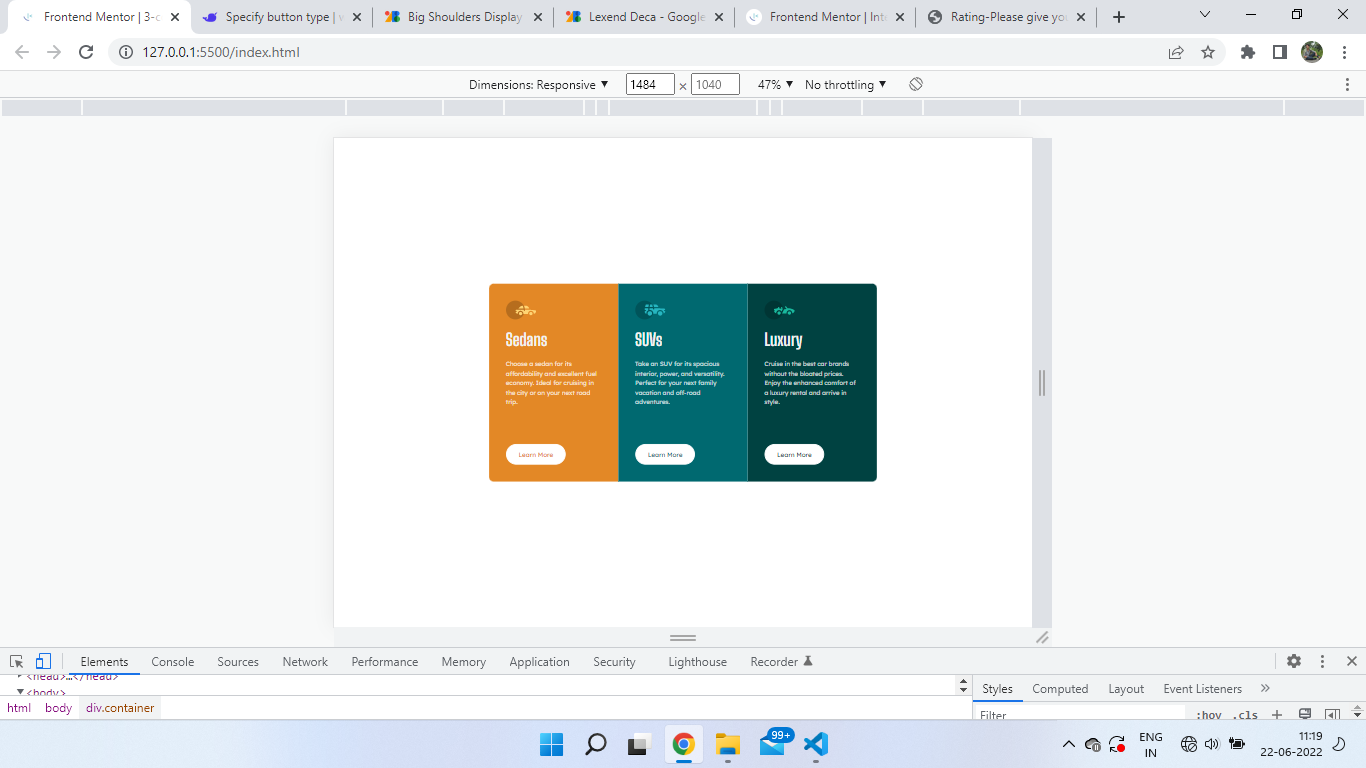 Frontend Mentor | 3-c
Specify button type | v
Big Shoulders Display
Lexend Deca - Google
Frontend Mentor | Inte
Rating-Please give you
127.0.0.1:5500/index.html
Dimensions: Responsive
1484
×
1040
47%
No throttling
Sedans
Choose a sedan for its
affordability and excellent fuel
economy. Ideal for cruising in
the city or on your next road
trip.
Learn More
SUVs
Take an SUV for its spacious
interior, power, and versatility.
Perfect for your next family
vacation and off-road
adventures.
Learn More
Luxury
Cruise in the best car brands
without the bloated prices.
Enjoy the enhanced comfort of
a luxury rental and arrive in
style.
Learn More
Elements
Console
Sources
Network
Performance
Memory
Application
Security
Lighthouse
Recorder
<head>…</head>
<body>
html
body
div.container
Styles
Computed
Layout
Event Listeners
»
Filter
:hov
.cls
99+
ENG
IN
11:19
22-06-2022